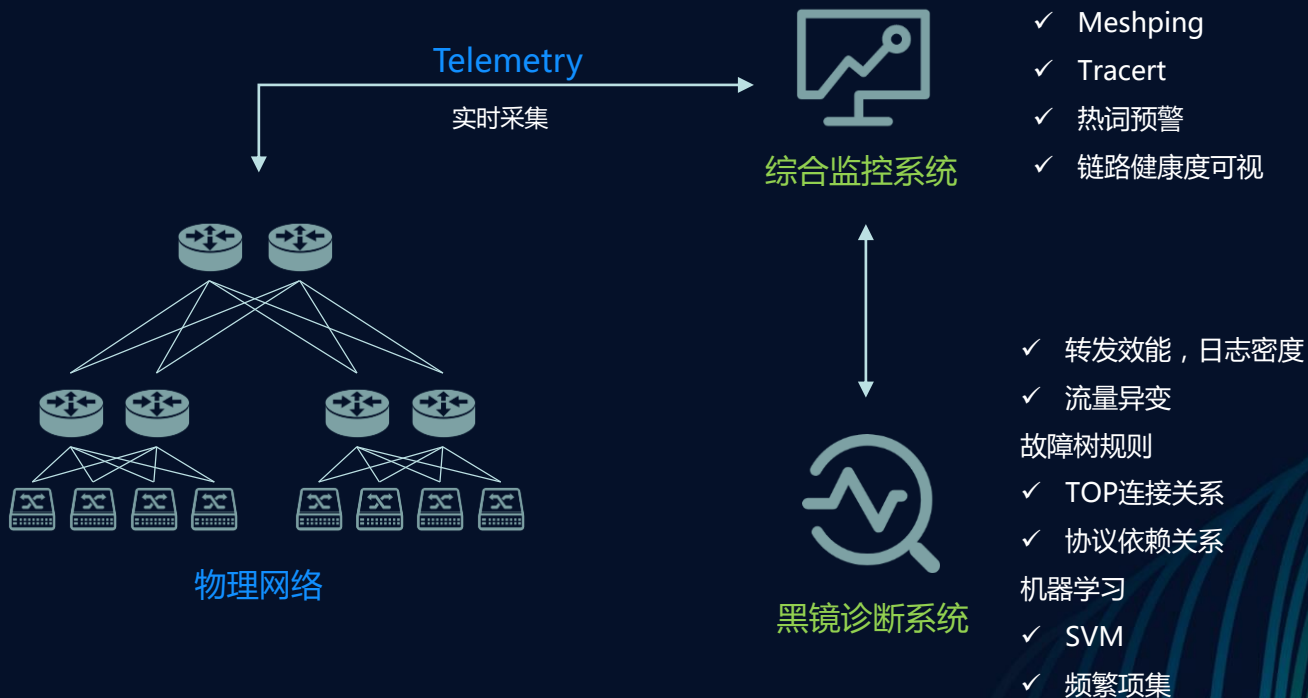 Telemetry
实时采集
综合监控系统
✓ Meshping
✓ Tracert
✓ 热词预警
✓ 链路健康度可视
物理网络
黑镜诊断系统
✓ 转发效能，日志密度
✓ 流量异变
故障树规则
✓ TOP连接关系
✓ 协议依赖关系
机器学习
✓ SVM
✓ 频繁项集